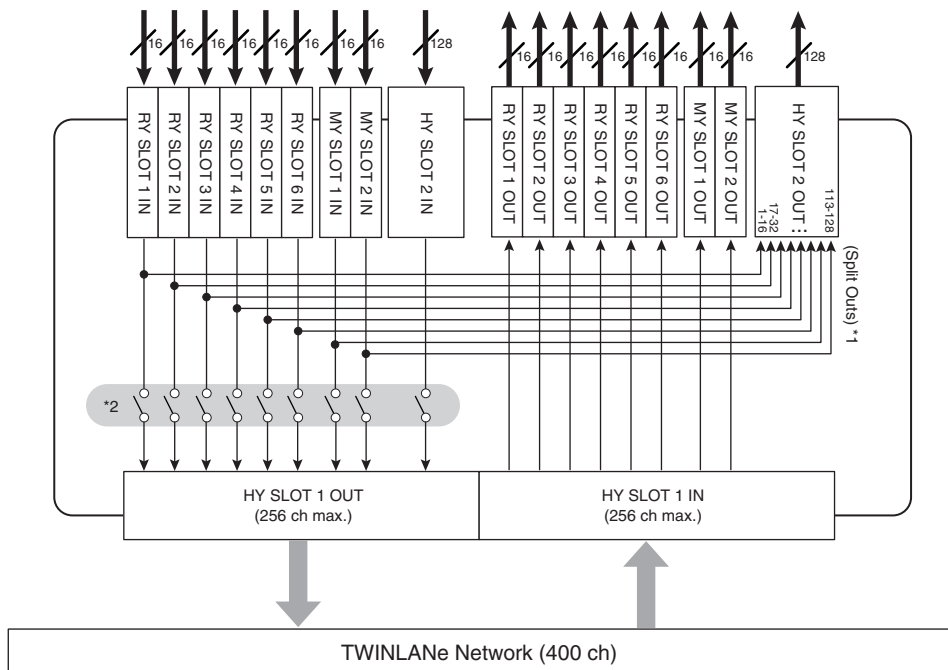 16 16 16 16 16 16 16 16 128 16 16 16 16 16 16 16 16 128
RY SLOT 1 IN
RY SLOT 2 IN
RY SLOT 3 IN
RY SLOT 4 IN
RY SLOT 5 IN
RY SLOT 6 IN
MY SLOT 1 IN
MY SLOT 2 IN
HY SLOT 2 IN
RY SLOT 1 OUT
RY SLOT 2 OUT
RY SLOT 3 OUT
RY SLOT 4 OUT
RY SLOT 5 OUT
RY SLOT 6 OUT
MY SLOT 1 OUT
MY SLOT 2 OUT
HY SLOT 2 OUT
1-16
17-32
...
113-128
(Split Outs) *1
*2
HY SLOT 1 OUT
(256 ch max.)
HY SLOT 1 IN
(256 ch max.)
TWINLANe Network (400 ch)